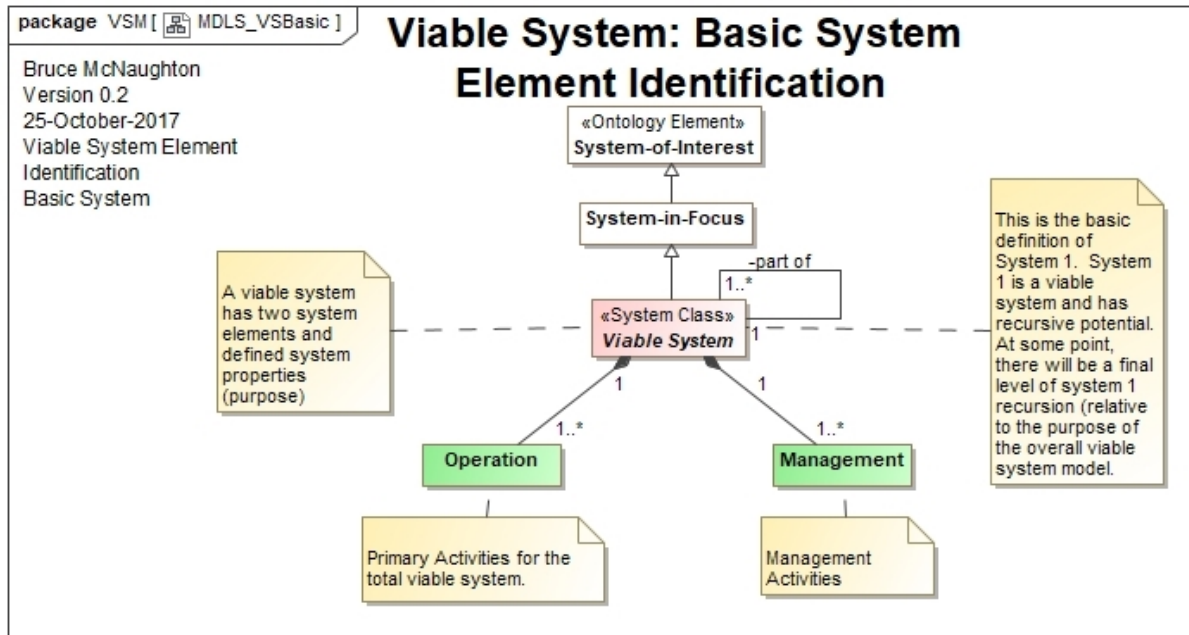 package VSM [ MDLS_VSBasic ]
Viable System: Basic System
Element Identification
Bruce McNaughton
Version 0.2
25-October-2017
Viable System Element
Identification
Basic System
«Ontology Element»
System-of-Interest
System-in-Focus
-part of
1..*
«System Class»
Viable System
1
A viable system
has two system
elements and
defined system
properties
(purpose)
This is the basic
definition of
System 1. System
1 is a viable
system and has
recursive potential.
At some point,
there will be a final
level of system 1
recursion (relative
to the purpose of
the overall viable
system model.
1
1
1..*
1..*
Operation
Management
Primary Activities for the
total viable system.
Management
Activities